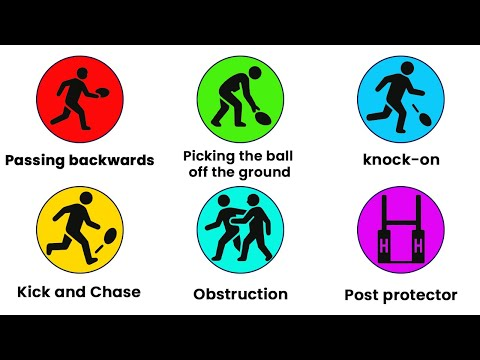 Passing backwards
Picking the ball
off the ground
knock-on
H H
Kick and Chase
Obstruction
Post protector